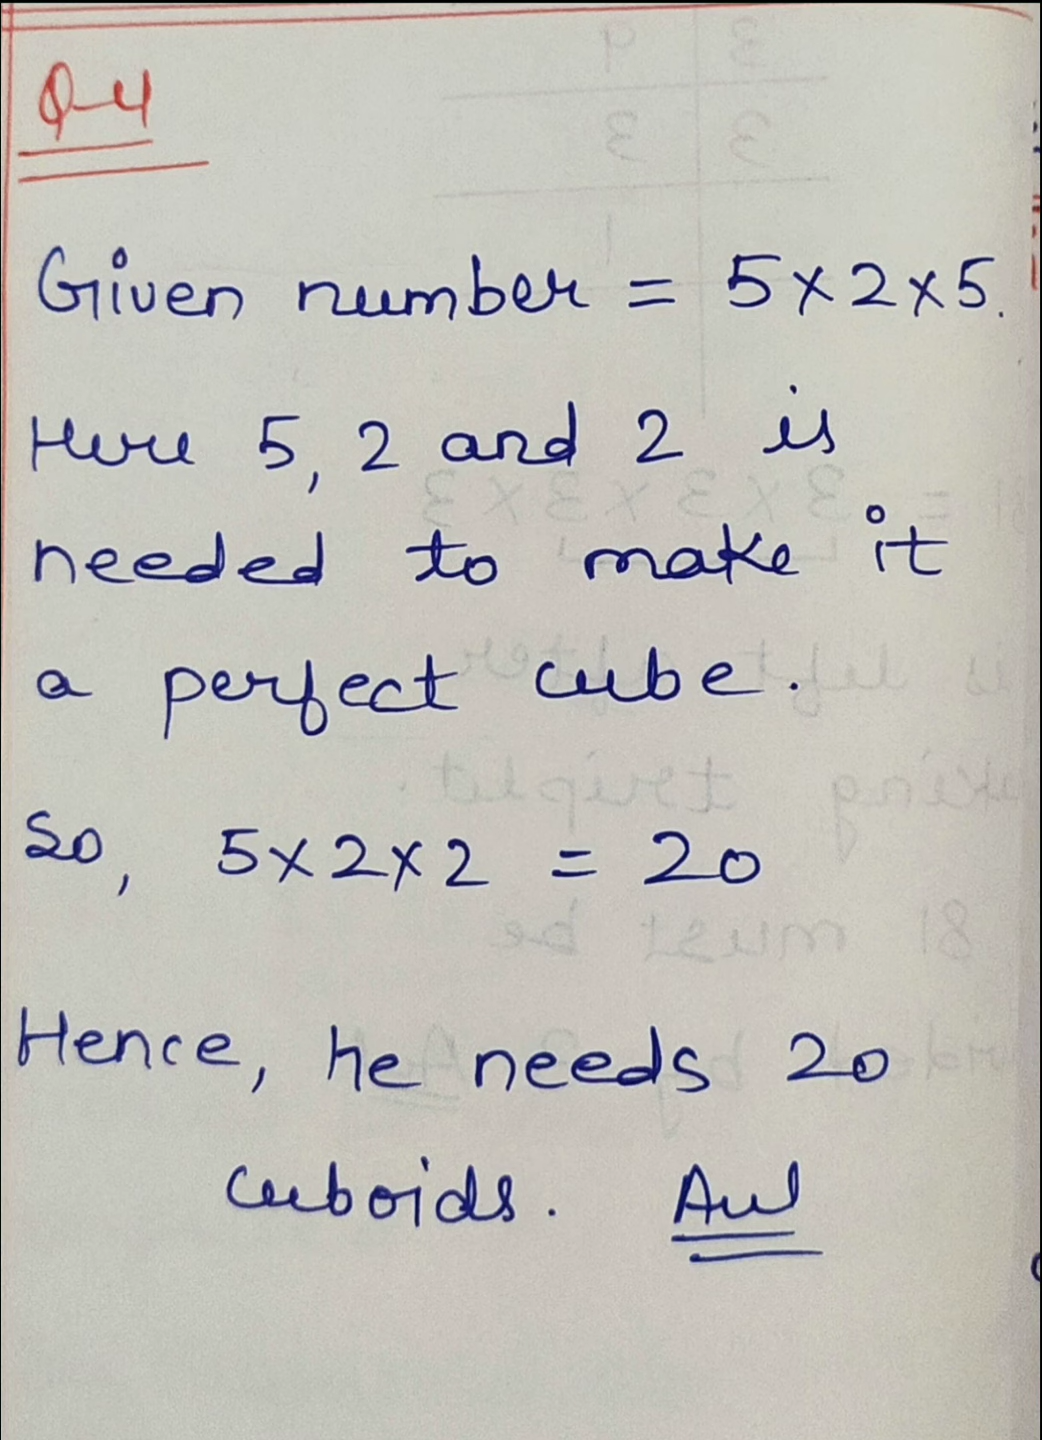 Q-4
Given number = 5×2×5.
Here 5, 2 and 2 is
needed to make it
a perfect cube.
So, 5×2×2 = 20
Hence, he needs 20
cuboids. Ans